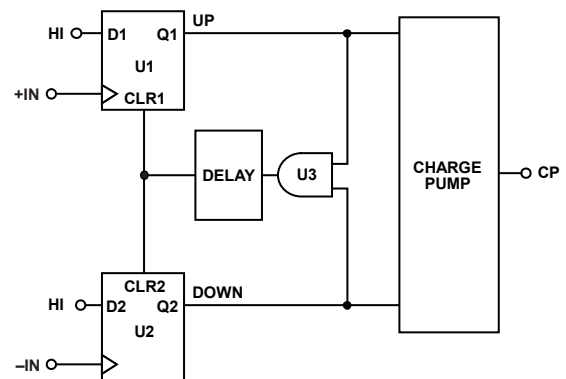 UP
HI
D1
Q1
U1
+IN
CLR1
DELAY
U3
CHARGE
PUMP
CP
CLR2
DOWN
HI
D2
Q2
U2
–IN